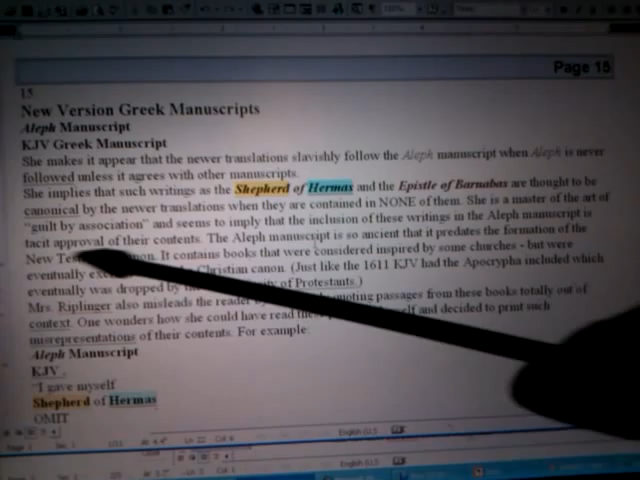 Page 15
15
New Version Greek Manuscripts
Aleph Manuscript
KJV Greek Manuscript
She makes it appear that the newer translations slavishly follow the Aleph manuscript when Aleph is never
followed unless it agrees with other manuscripts.
She implies that such writings as the Shepherd of Hermas and the Epistle of Barnabas are thought to be
canonical by the newer translations when they are contained in NONE of them. She is a master of the art of
"guilt by association" and seems to imply that the inclusion of these writings in the Aleph manuscript is
tacit approval of their contents. The Aleph manuscript is so ancient that it predates the formation of the
New It contains books that were considered inspired by some churches - but were
eventually Christian canon. (Just like the 1611 KJV had the Apocrypha included which
eventually was dropped by of Protestants.)
Mrs. Riplinger also misleads the reader quoting passages from these books totally out of
context. One wonders how she could have read and decided to print such
misrepresentations of their contents. For example:
Aleph Manuscript
KJV
"I gave myself
Shepherd of Hermas
OMIT
English (U.S.
English (U.S.